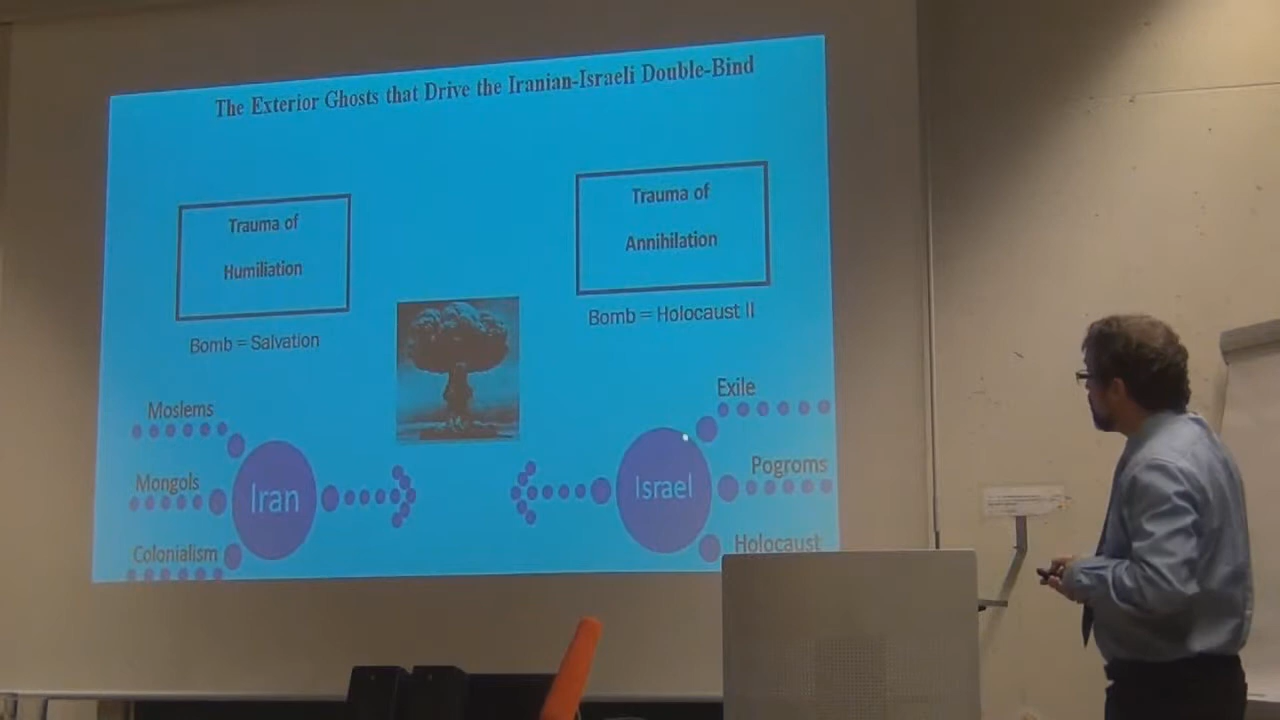 The Exterior Ghosts that Drive the Iranian-Israeli Double-Bind
Trauma of
Humiliation
Bomb = Salvation
Trauma of
Annihilation
Bomb = Holocaust II
Moslems
Mongols
Colonialism
Iran
Israel
Exile
Pogroms
Holocaust